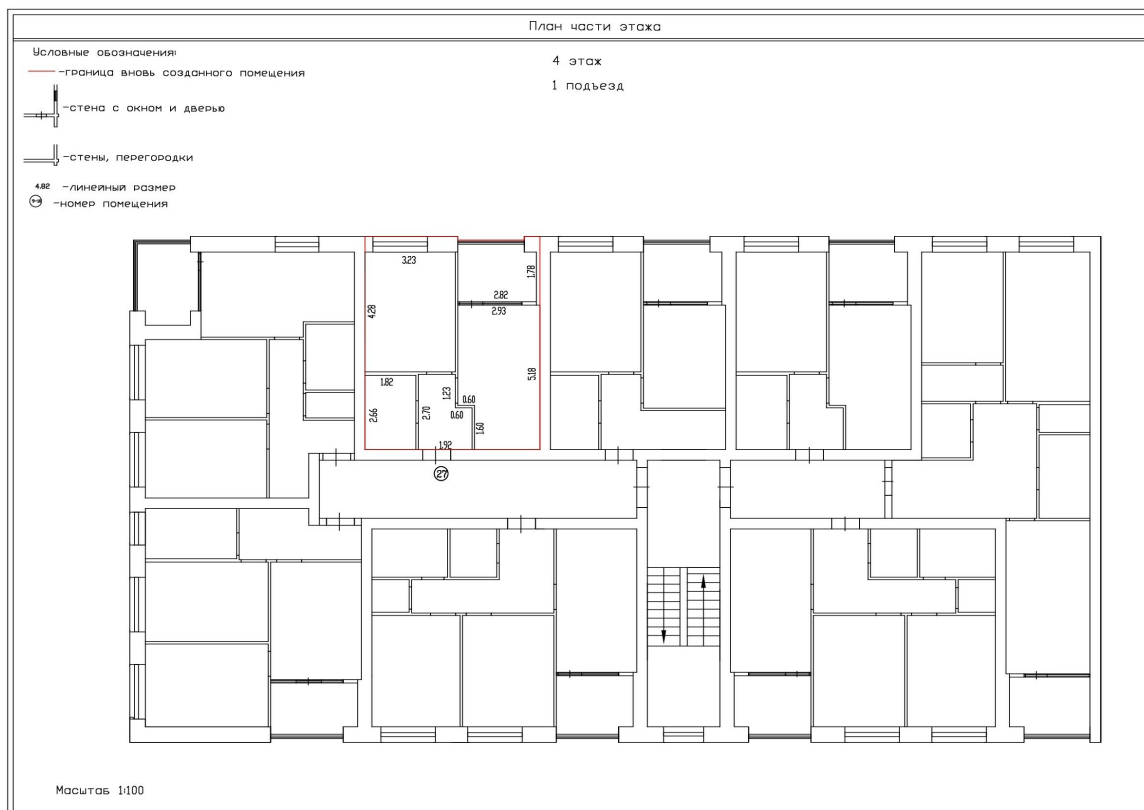 План части этажа
Условные обозначения:
4 этаж
-граница вновь созданного помещения
1 подъезд
-стена с окном и дверью
-стены, перегородки
4.82 -линейный размер
-номер помещения
3.23
1.78
2.82
2.93
4.28
5.18
1.82
1.23
0.60
2.66
2.70
0.60
1.60
1.92
27
Масштаб 1:100